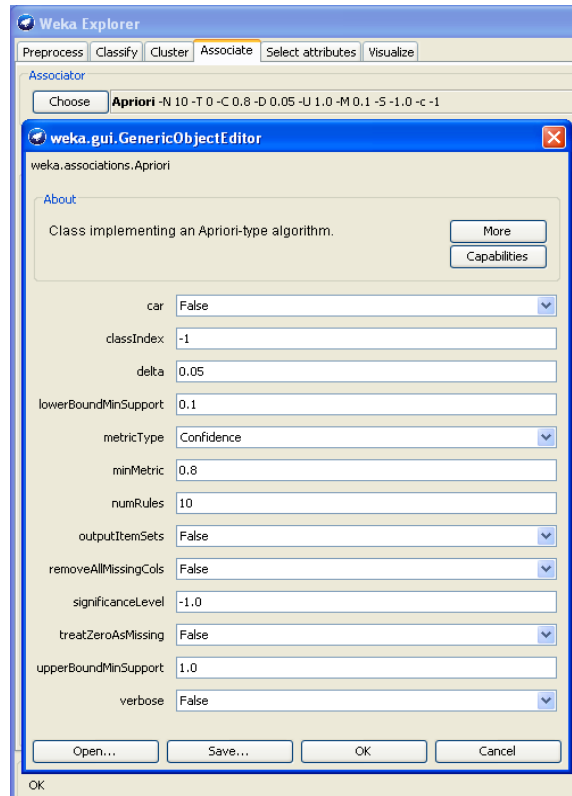 Weka Explorer
Preprocess Classify Cluster Associate Select attributes Visualize
Associator
Choose Apriori -N 10 -T 0 -C 0.8 -D 0.05 -U 1.0 -M 0.1 -S -1.0 -c -1
weka.gui.GenericObjectEditor
weka.associations.Apriori
About
Class implementing an Apriori-type algorithm.
More
Capabilities
car False
classIndex -1
delta 0.05
lowerBoundMinSupport 0.1
metricType Confidence
minMetric 0.8
numRules 10
outputItemSets False
removeAllMissingCols False
significanceLevel -1.0
treatZeroAsMissing False
upperBoundMinSupport 1.0
verbose False
Open... Save... OK Cancel
OK